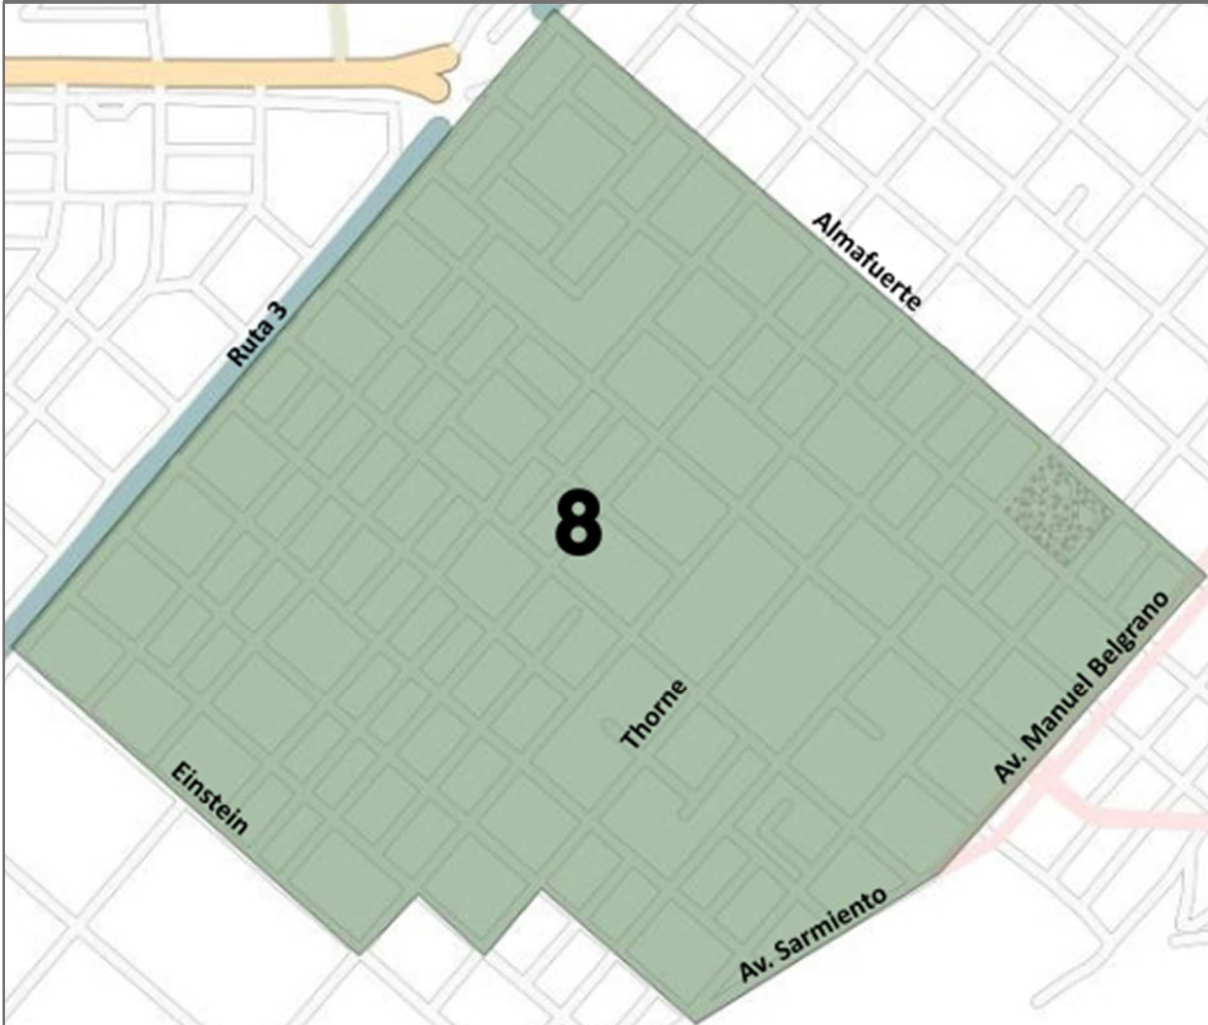 Almafuerte
Ruta 3
8
Av. Manuel Belgrano
Thorne
Einstein
Av. Sarmiento